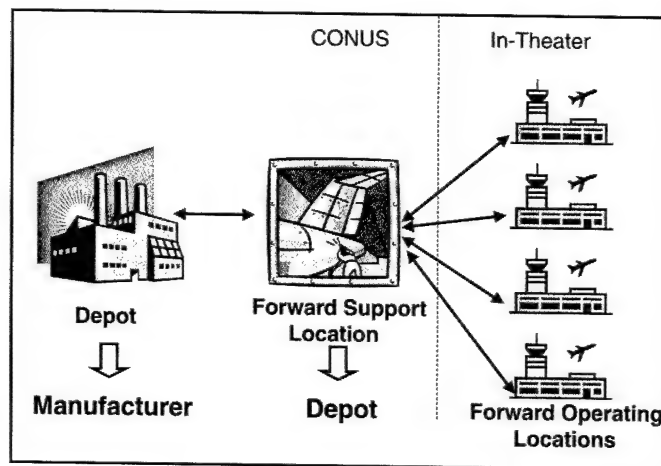 CONUS
In-Theater
Depot
Forward Support
Location
Manufacturer
Depot
Forward Operating
Locations